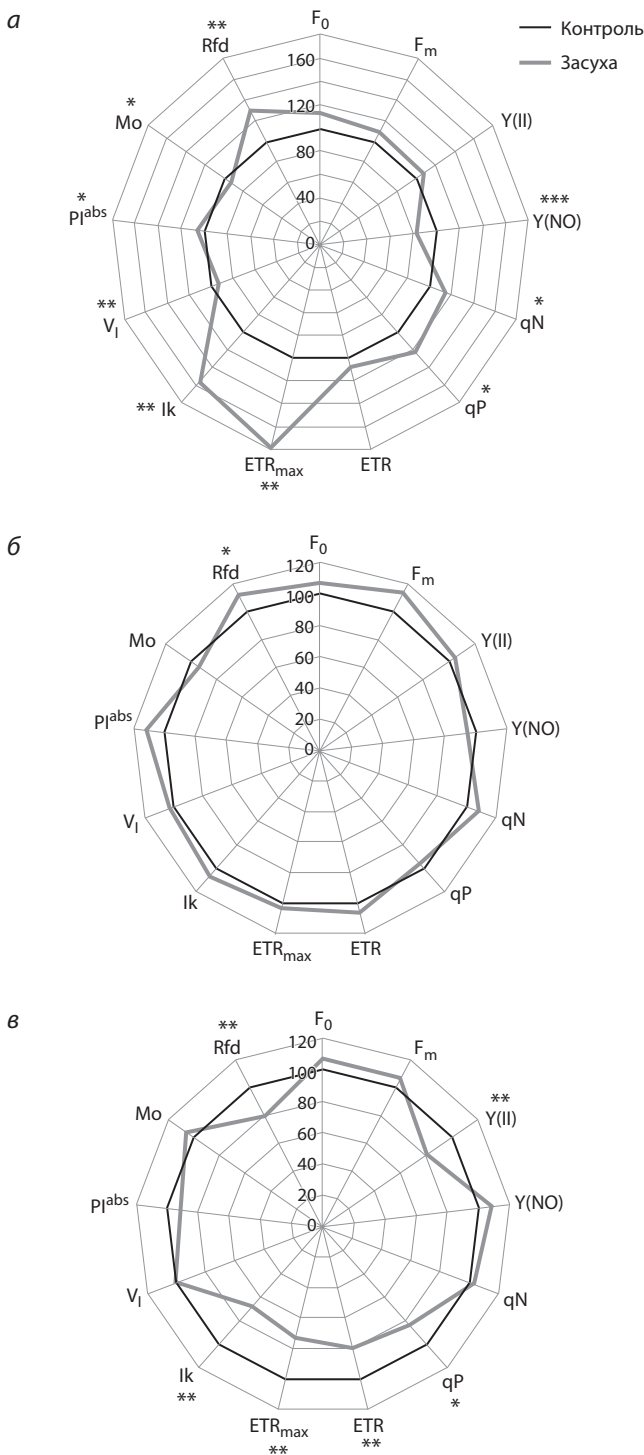 а
Контроль
Засуха
F0
Fm
Y(II)
Y(NO)
***
qN
*
qP
*
ETR
ETRmax
**
** Ik
**
VI
*
PIabs
*
Mo
**
Rfd
160
120
80
40
0
б
F0
Fm
Y(II)
Y(NO)
qN
qP
ETR
ETRmax
Ik
VI
PIabs
Mo
*
Rfd
120
100
80
60
40
20
0
в
F0
Fm
**
Y(II)
Y(NO)
qN
qP
*
ETR
**
ETRmax
**
Ik
**
VI
PIabs
Mo
**
Rfd
120
100
80
60
40
20
0